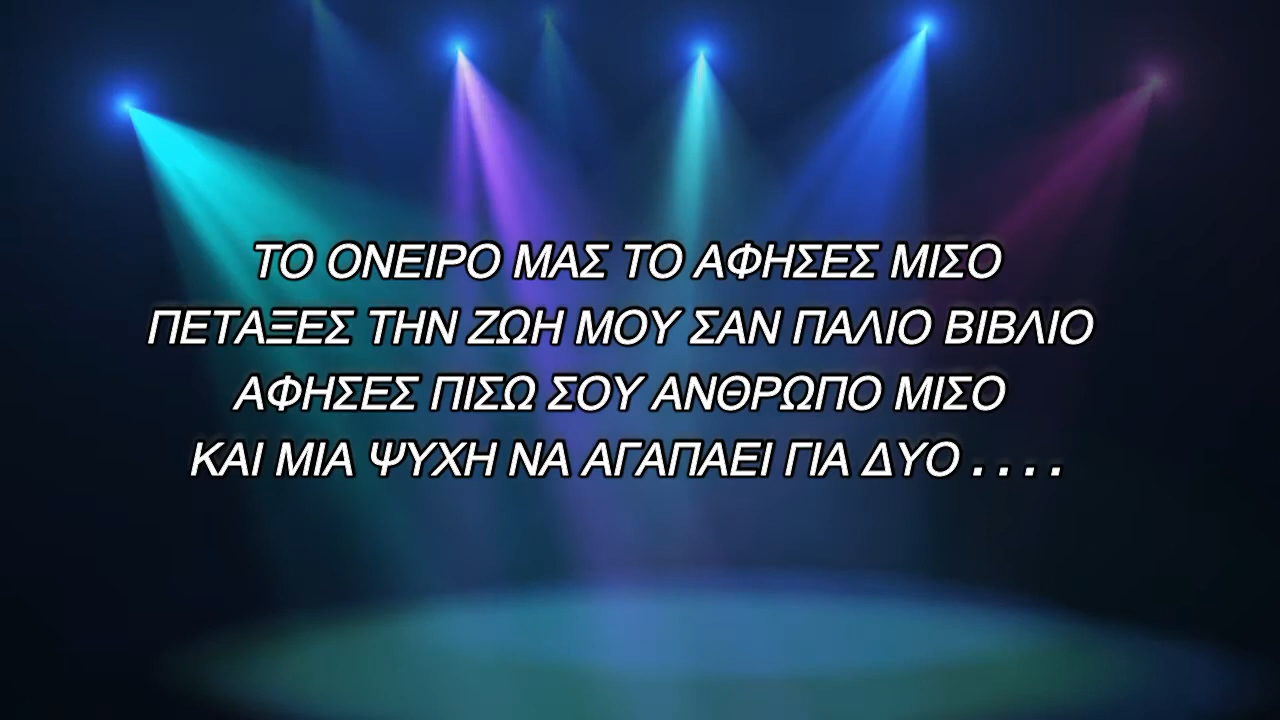 ΤΟ ΟΝΕΙΡΟ ΜΑΣ ΤΟ ΑΦΗΣΕΣ ΜΙΣΟ
ΠΕΤΑΞΕΣ ΤΗΝ ΖΩΗ ΜΟΥ ΣΑΝ ΠΑΛΙΟ ΒΙΒΛΙΟ
ΑΦΗΣΕΣ ΠΙΣΩ ΣΟΥ ΑΝΘΡΩΠΟ ΜΙΣΟ
ΚΑΙ ΜΙΑ ΨΥΧΗ ΝΑ ΑΓΑΠΑΕΙ ΓΙΑ ΔΥΟ . . . .